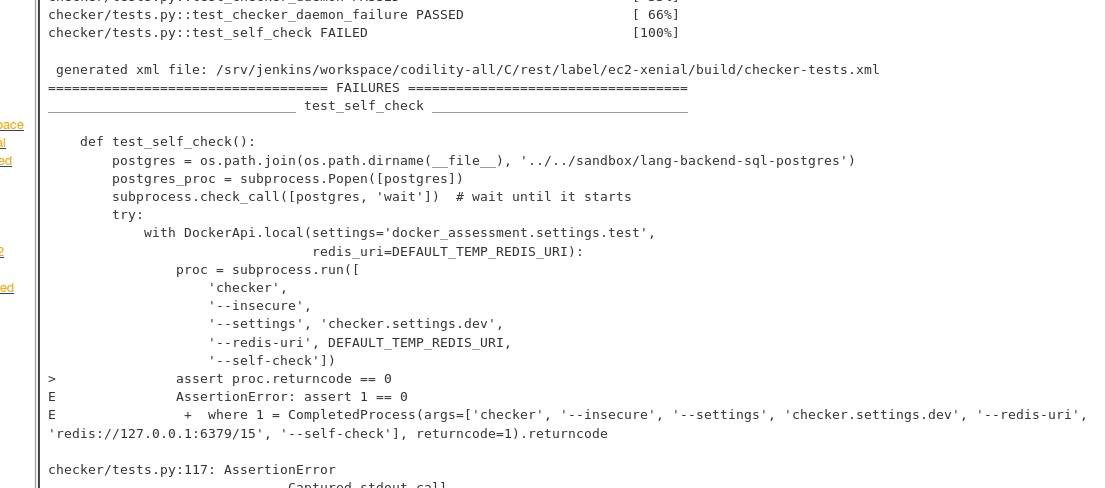 checker/tests.py::test_checker_daemon_failure PASSED [ 66%]
checker/tests.py::test_self_check FAILED [100%]
generated xml file: /srv/jenkins/workspace/codility-all/C/rest/label/ec2-xenial/build/checker-tests.xml
=================================== FAILURES ===================================
_______________________________ test_self_check ________________________________
pace
def test_self_check():
al
postgres = os.path.join(os.path.dirname(__file__), '../../sandbox/lang-backend-sql-postgres')
ed
postgres_proc = subprocess.Popen([postgres])
subprocess.check_call([postgres, 'wait'])  # wait until it starts
try:
with DockerApi.local(settings='docker_assessment.settings.test',
2
redis_uri=DEFAULT_TEMP_REDIS_URI):
proc = subprocess.run([
ed
'checker',
'--insecure',
'--settings', 'checker.settings.dev',
'--redis-uri', DEFAULT_TEMP_REDIS_URI,
'--self-check'])
>               assert proc.returncode == 0
E               AssertionError: assert 1 == 0
E                +  where 1 = CompletedProcess(args=['checker', '--insecure', '--settings', 'checker.settings.dev', '--redis-uri',
'redis://127.0.0.1:6379/15', '--self-check'], returncode=1).returncode
checker/tests.py:117: AssertionError
Captured stdout call